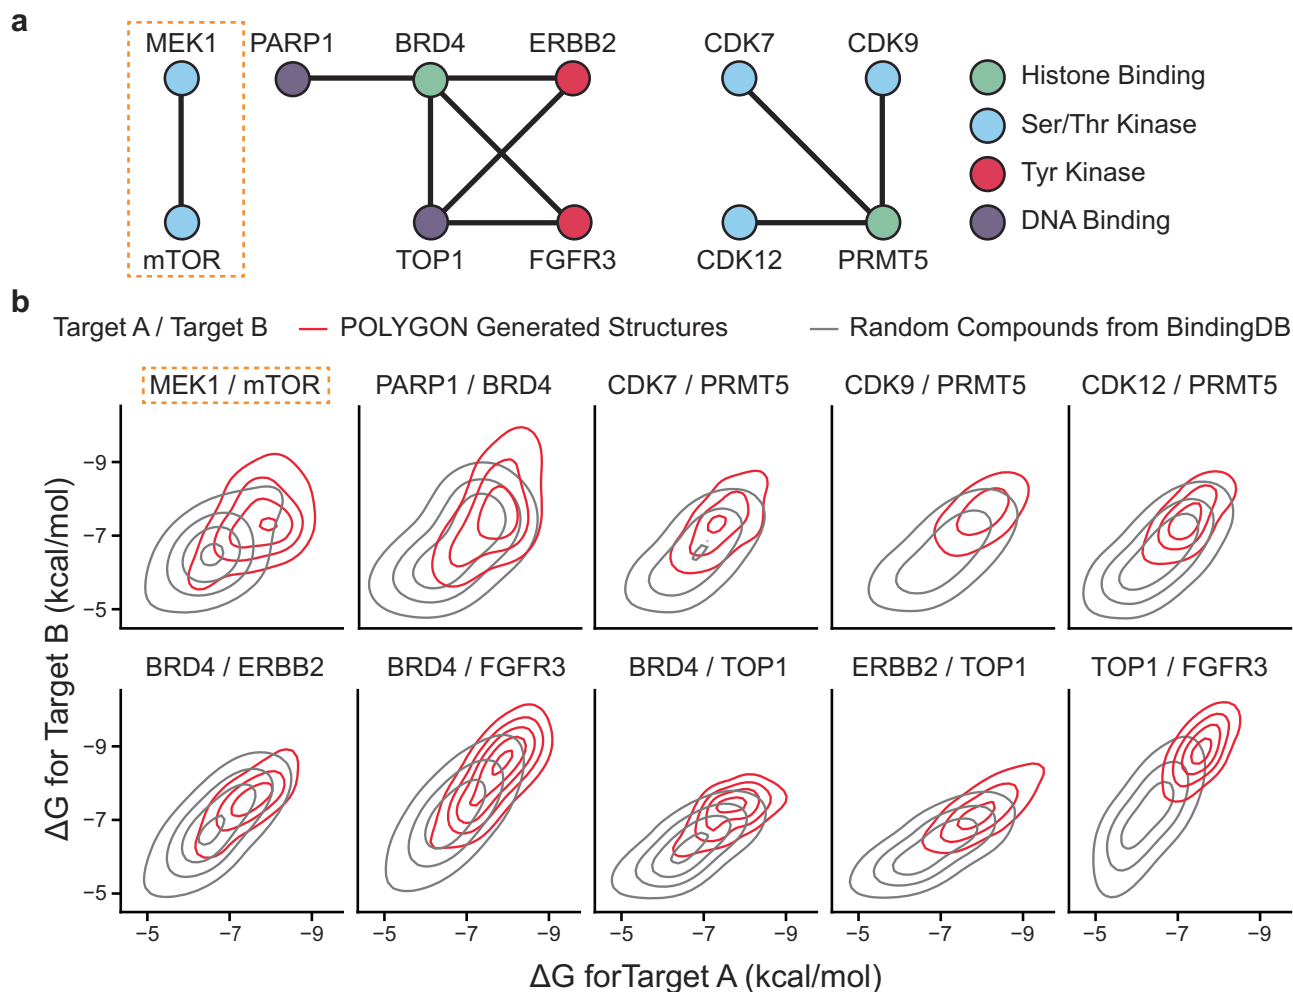 a
MEK1 PARP1 BRD4 ERBB2 CDK7 CDK9
Histone Binding
Ser/Thr Kinase
Tyr Kinase
DNA Binding
mTOR TOP1 FGFR3 CDK12 PRMT5
b
Target A / Target B POLYGON Generated Structures Random Compounds from BindingDB
MEK1 / mTOR PARP1 / BRD4 CDK7 / PRMT5 CDK9 / PRMT5 CDK12 / PRMT5
−9
−7
−5
BRD4 / ERBB2 BRD4 / FGFR3 BRD4 / TOP1 ERBB2 / TOP1 TOP1 / FGFR3
−9
−7
−5
ΔG for Target B (kcal/mol)
−5 −7 −9 −5 −7 −9 −5 −7 −9 −5 −7 −9 −5 −7 −9
ΔG forTarget A (kcal/mol)